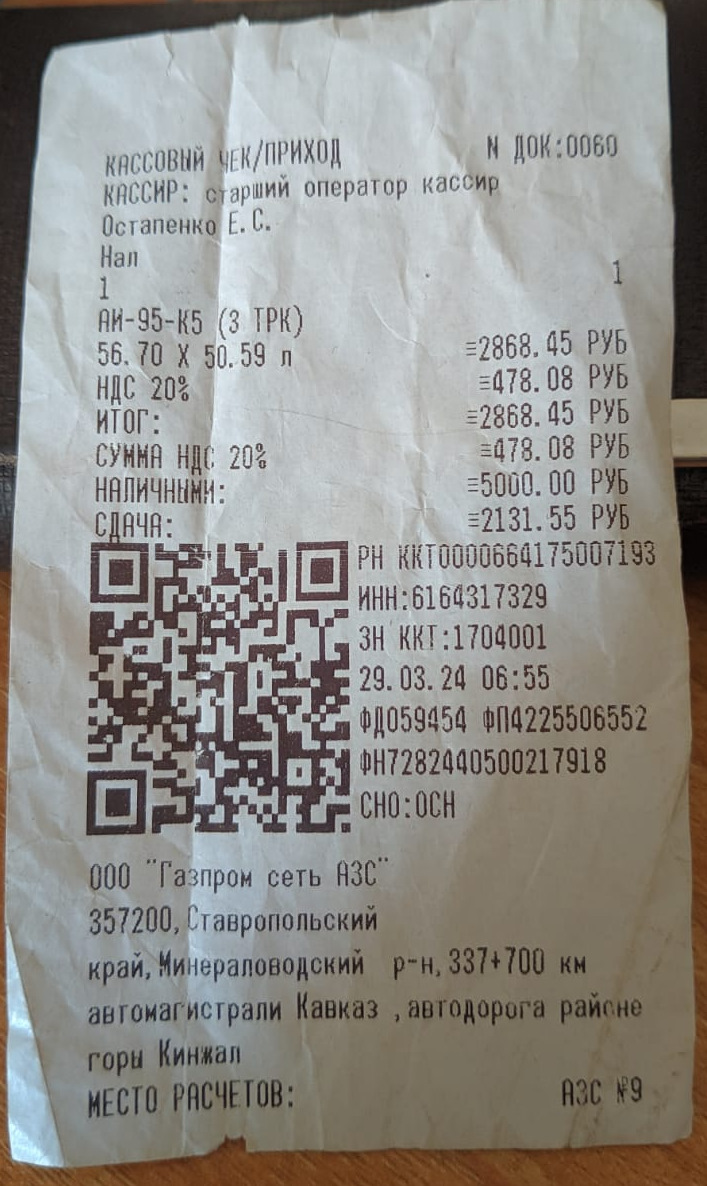 КАССОВЫЙ ЧЕК/ПРИХОД N ДОК:0060
КАССИР: старший оператор кассир
Остапенко Е.С.
Нал
1 1
АИ-95-К5 (3 ТРК)
56.70 X 50.59 л ≡2868.45 РУБ
НДС 20% ≡478.08 РУБ
ИТОГ: ≡2868.45 РУБ
СУММА НДС 20% ≡478.08 РУБ
НАЛИЧНЫМИ: ≡5000.00 РУБ
СДАЧА: ≡2131.55 РУБ
РН ККТ0000664175007193
ИНН:6164317329
ЗН ККТ:1704001
29.03.24 06:55
ФД059454 ФП4225506552
ФН7282440500217918
СНО:ОСН
ООО "Газпром сеть АЗС"
357200,Ставропольский
край,Минераловодский р-н,337+700 км
автомагистрали Кавказ ,автодорога районе
горы Кинжал
МЕСТО РАСЧЕТОВ: АЗС №9